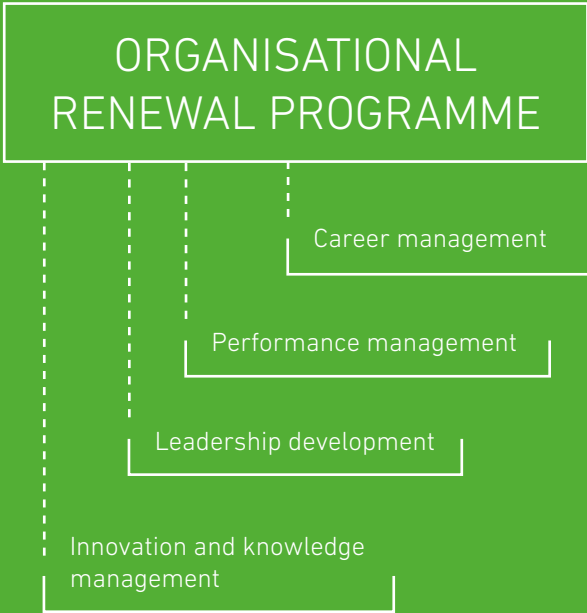 ORGANISATIONAL
RENEWAL PROGRAMME
Career management
Performance management
Leadership development
Innovation and knowledge
management